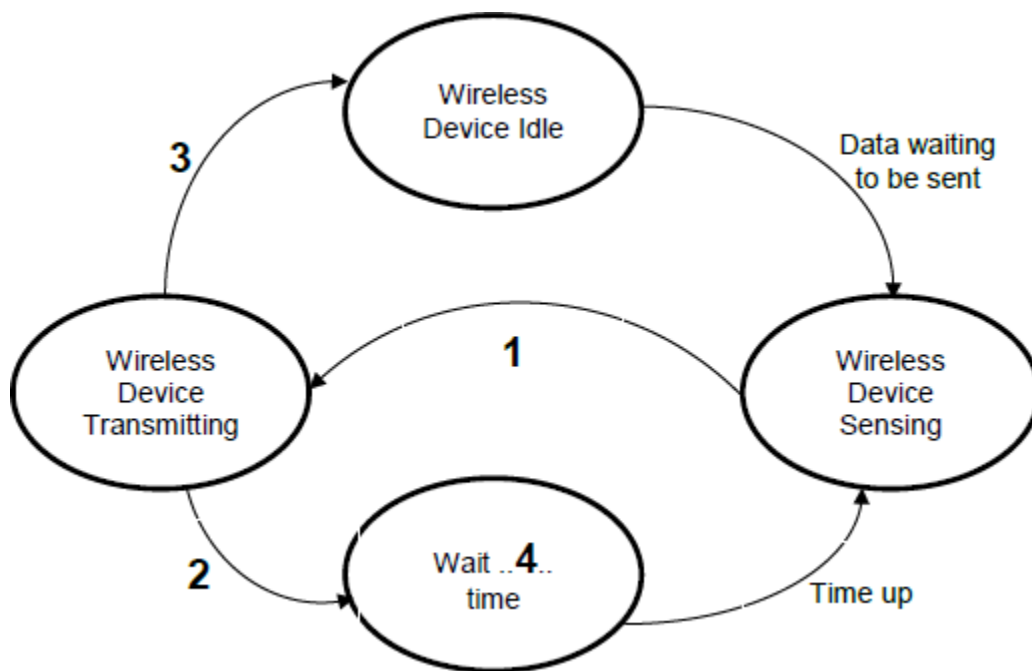 Wireless
Device Idle
3
Data waiting
to be sent
1
Wireless
Device
Transmitting
Wireless
Device
Sensing
2
Wait ..4..
time
Time up